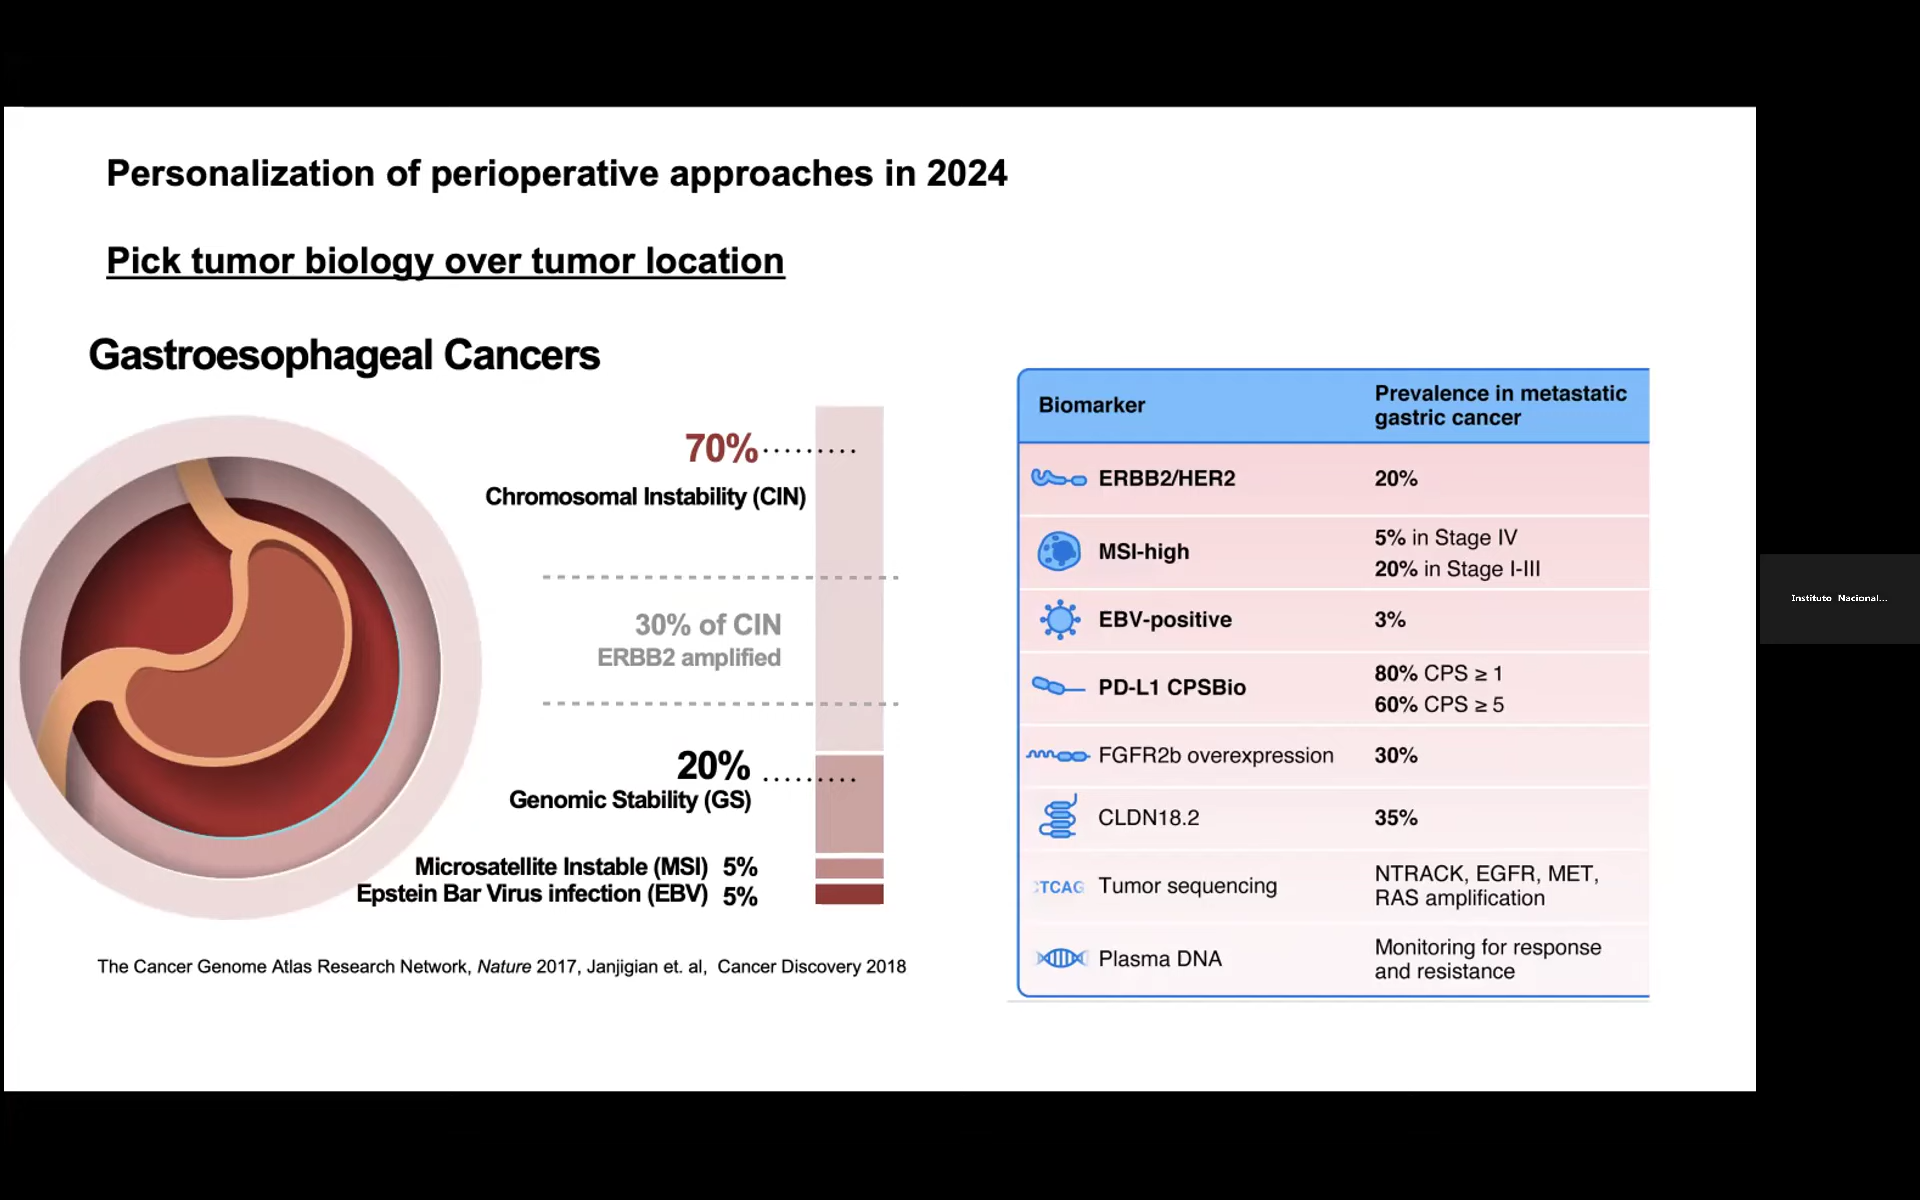 Personalization of perioperative approaches in 2024
Pick tumor biology over tumor location
Gastroesophageal Cancers
70%
Chromosomal Instability (CIN)
30% of CIN
ERBB2 amplified
20%
Genomic Stability (GS)
Microsatellite Instable (MSI) 5%
Epstein Bar Virus infection (EBV) 5%
The Cancer Genome Atlas Research Network, Nature 2017, Janjigian et. al, Cancer Discovery 2018
Biomarker
Prevalence in metastatic
gastric cancer
ERBB2/HER2
20%
MSI-high
5% in Stage IV
20% in Stage I-III
EBV-positive
3%
PD-L1 CPSBio
80% CPS ≥ 1
60% CPS ≥ 5
FGFR2b overexpression
30%
CLDN18.2
35%
TCAG
Tumor sequencing
NTRACK, EGFR, MET,
RAS amplification
Plasma DNA
Monitoring for response
and resistance
Instituto Nacional...